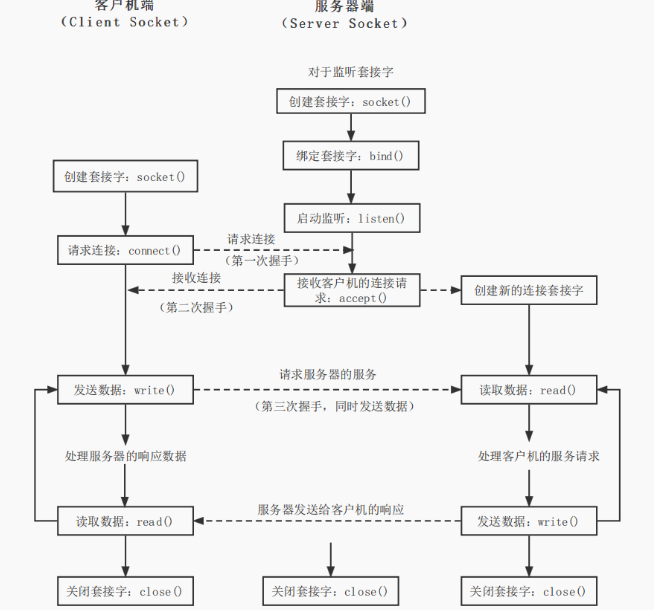 客户机端
（Client Socket）
服务器端
（Server Socket）
对于监听套接字
创建套接字: socket()
绑定套接字: bind()
创建套接字: socket()
启动监听: listen()
请求连接: connect()
请求连接
（第一次握手）
接收连接
（第二次握手）
接收客户机的连接请
求: accept()
创建新的连接套接字
发送数据: write()
请求服务器的服务
（第三次握手, 同时发送数据）
读取数据: read()
处理服务器的响应数据
处理客户机的服务请求
读取数据: read()
服务器发送给客户机的响应
发送数据: write()
关闭套接字: close()
关闭套接字: close()
关闭套接字: close()